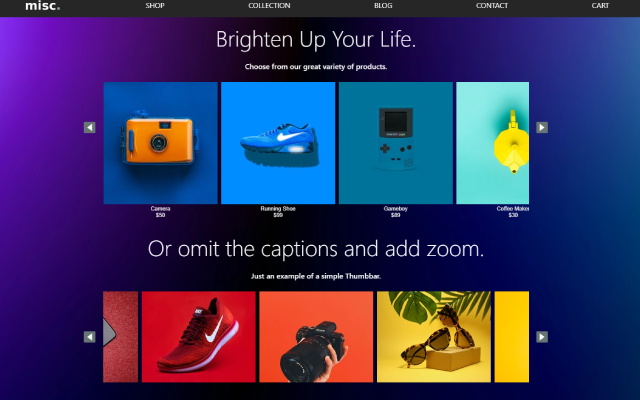 misc.
SHOP COLLECTION BLOG CONTACT CART
Brighten Up Your Life.
Choose from our great variety of products.
Camera
$50
Running Shoe
$99
Gameboy
$89
Coffee Maker
$30
Or omit the captions and add zoom.
Just an example of a simple Thumbbar.